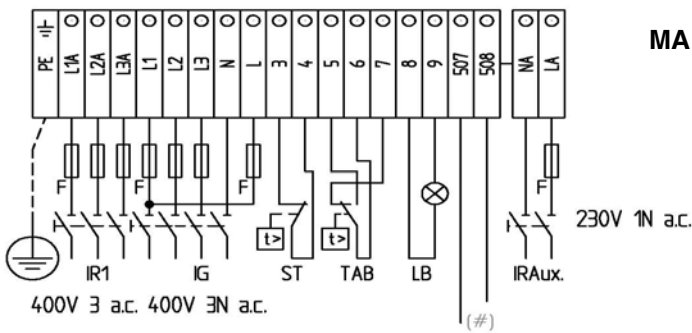 PE L1A L2A L3A L1 L2 L3 N L 3 4 5 6 7 8 9 507 508 NA LA
MA
F F F F
t> t>
230V 1N a.c.
IR1 IG ST TAB LB IRAux.
400V 3 a.c. 400V 3N a.c.
(#)